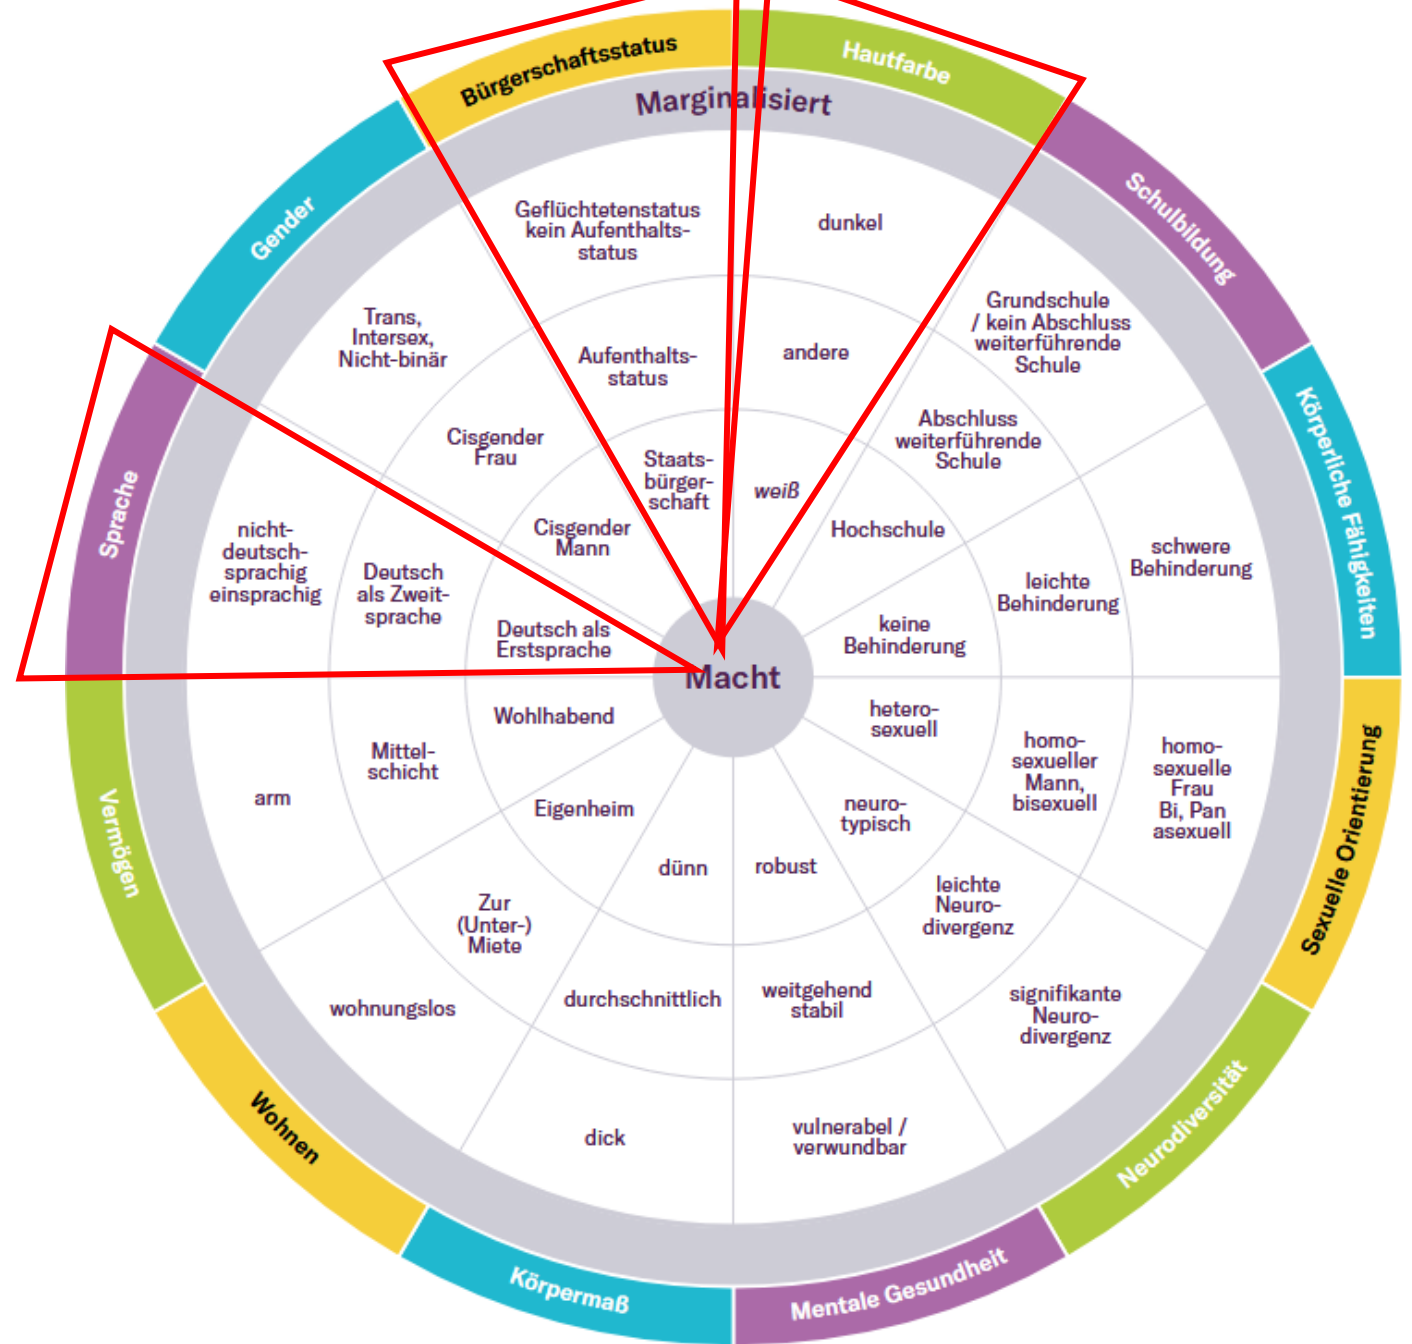 Bürgerschaftsstatus
Hautfarbe
Schulbildung
Körperliche Fähigkeiten
Sexuelle Orientierung
Neurodiversität
Mentale Gesundheit
Körpermaß
Wohnen
Vermögen
Sprache
Gender
Marginalisiert
Geflüchtetenstatus
kein Aufenthalts-
status
Aufenthalts-
status
Staats-
bürger-
schaft
dunkel
andere
weiß
Grundschule
/ kein Abschluss
weiterführende
Schule
Abschluss
weiterführende
Schule
Hochschule
schwere
Behinderung
leichte
Behinderung
keine
Behinderung
homo-
sexuelle
Frau
Bi, Pan
asexuell
homo-
sexueller
Mann,
bisexuell
hetero-
sexuell
signifikante
Neuro-
divergenz
leichte
Neuro-
divergenz
neuro-
typisch
vulnerabel /
verwundbar
weitgehend
stabil
robust
dick
durchschnittlich
dünn
wohnungslos
Zur
(Unter-)
Miete
Eigenheim
arm
Mittel-
schicht
Wohlhabend
nicht-
deutsch-
sprachig
einsprachig
Deutsch
als Zweit-
sprache
Deutsch als
Erstsprache
Trans,
Intersex,
Nicht-binär
Cisgender
Frau
Cisgender
Mann
Macht